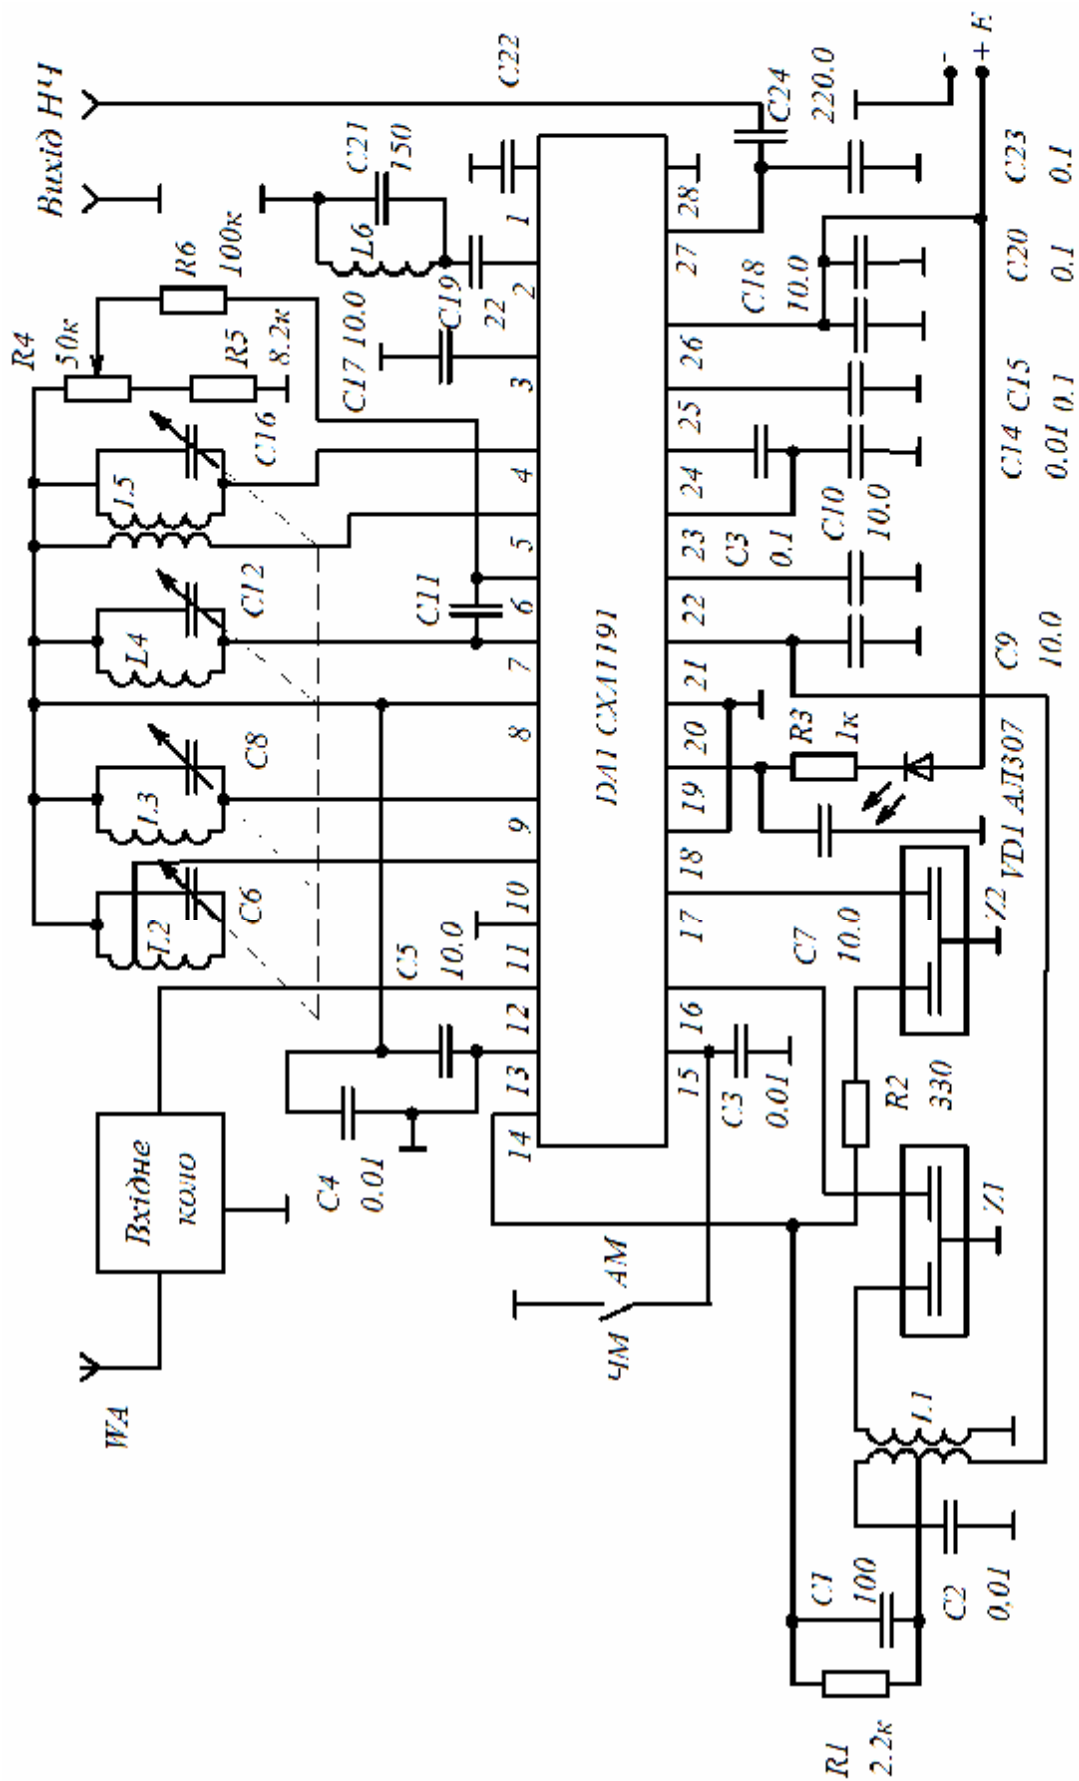 WA
Вхідне
коло
Вихід НЧ
R4
50к
R6
100к
R5
8.2к
L2
C6
L3
C8
L4
C12
L5
C16
C4
0.01
C5
10.0
C11
C17 10.0
C19
22
L6
C21
150
C22
14
13
12
11
10
9
8
7
6
5
4
3
2
1
DA1 CXA1191
15
16
17
18
19
20
21
22
23
24
25
26
27
28
ЧМ
АМ
C3
0.01
C7
10.0
R3
1к
C3
0.1
C10
10.0
C18
10.0
C24
220.0
R1
2.2к
C1
100
C2
0,01
L1
Z1
R2
330
Z2
VD1 АЛ307
C9
10.0
C14
0.01
C15
0.1
C20
0.1
C23
0.1
-
+ E